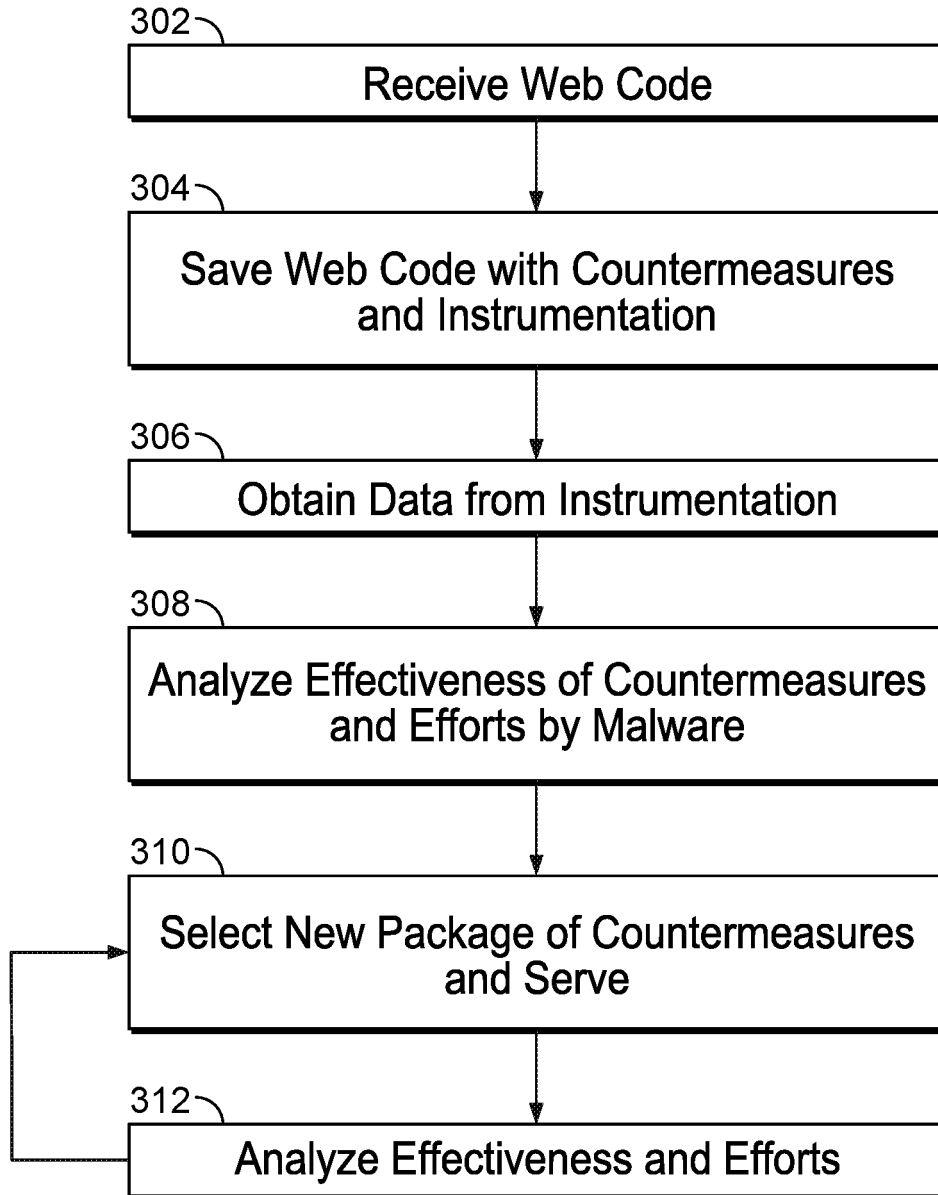 302
Receive Web Code
304
Save Web Code with Countermeasures
and Instrumentation
306
Obtain Data from Instrumentation
308
Analyze Effectiveness of Countermeasures
and Efforts by Malware
310
Select New Package of Countermeasures
and Serve
312
Analyze Effectiveness and Efforts